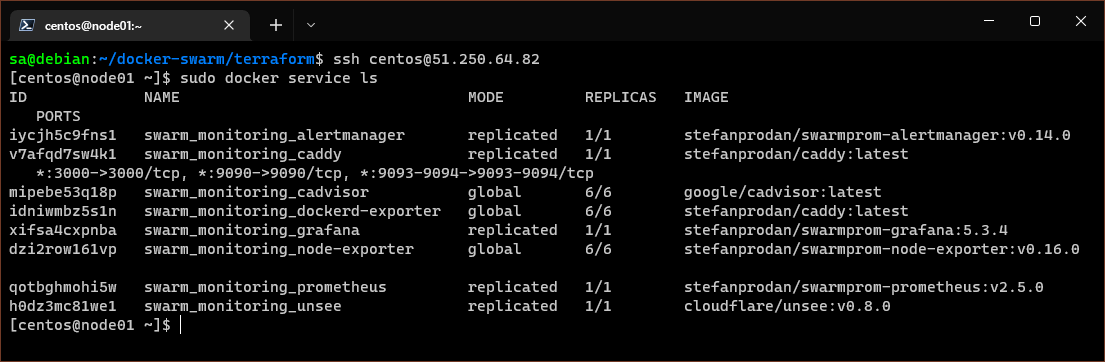 centos@node01:~
sa@debian:~/docker-swarm/terraform$ ssh centos@51.250.64.82
[centos@node01 ~]$ sudo docker service ls
ID             NAME                               MODE         REPLICAS   IMAGE
   PORTS
iycjh5c9fns1   swarm_monitoring_alertmanager      replicated   1/1        stefanprodan/swarmprom-alertmanager:v0.14.0
v7afqd7sw4k1   swarm_monitoring_caddy             replicated   1/1        stefanprodan/caddy:latest
   *:3000->3000/tcp, *:9090->9090/tcp, *:9093-9094->9093-9094/tcp
mipebe53q18p   swarm_monitoring_cadvisor          global       6/6        google/cadvisor:latest
idniwmbz5s1n   swarm_monitoring_dockerd-exporter  global       6/6        stefanprodan/caddy:latest
xifsa4cxpnba   swarm_monitoring_grafana           replicated   1/1        stefanprodan/swarmprom-grafana:5.3.4
dzi2row161vp   swarm_monitoring_node-exporter     global       6/6        stefanprodan/swarmprom-node-exporter:v0.16.0
qotbghmohi5w   swarm_monitoring_prometheus        replicated   1/1        stefanprodan/swarmprom-prometheus:v2.5.0
h0dz3mc81we1   swarm_monitoring_unsee             replicated   1/1        cloudflare/unsee:v0.8.0
[centos@node01 ~]$